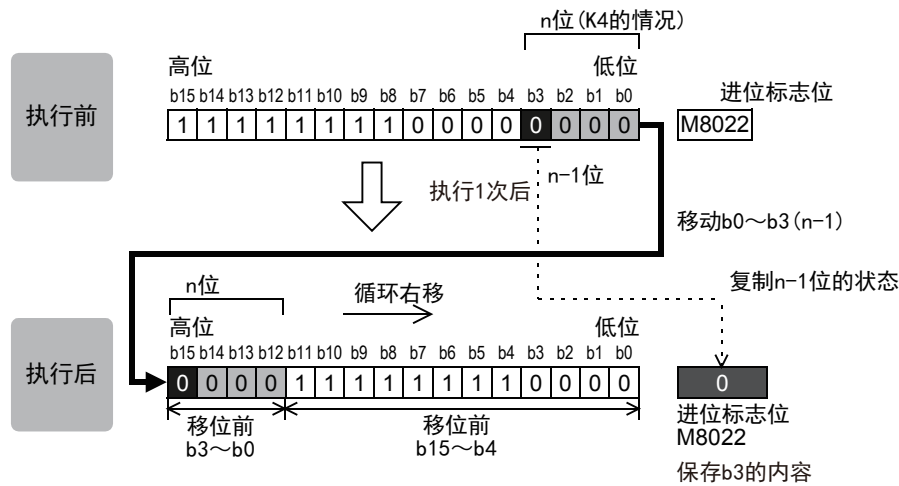 n位(K4的情况)
高位 低位
b15 b14 b13 b12 b11 b10 b9 b8 b7 b6 b5 b4 b3 b2 b1 b0
进位标志位
执行前
1 1 1 1 1 1 1 1 0 0 0 0 0 0 0 0
M8022
执行1次后
n-1位
移动b0～b3(n-1)
复制n-1位的状态
n位
循环右移
高位 低位
b15 b14 b13 b12 b11 b10 b9 b8 b7 b6 b5 b4 b3 b2 b1 b0
执行后
0 0 0 0 1 1 1 1 1 1 1 1 0 0 0 0
0
移位前
b3～b0
移位前
b15～b4
进位标志位
M8022
保存b3的内容